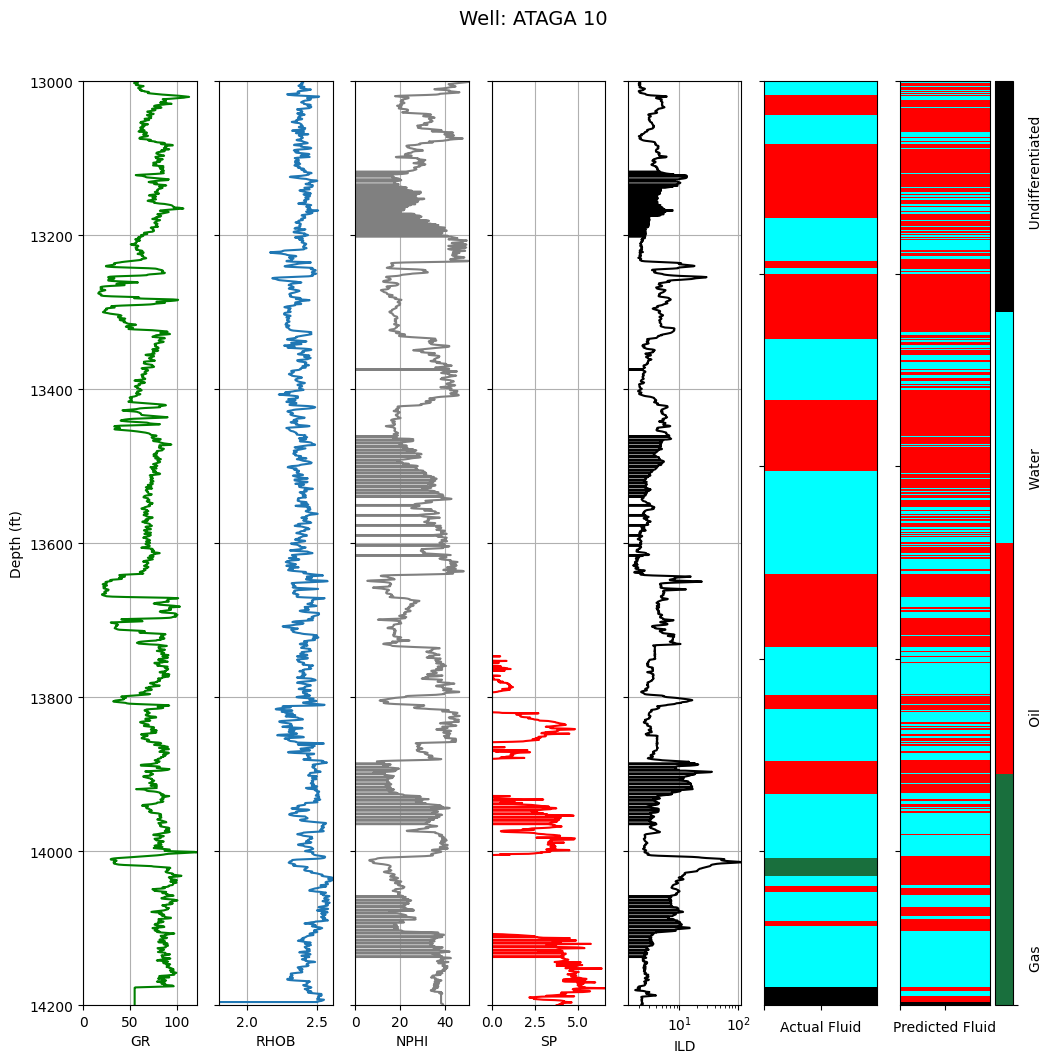 Well: ATAGA 10
13000
13200
13400
13600
13800
14000
14200
Depth (ft)
0 50 100
GR
2.0 2.5
RHOB
0 20 40
NPHI
0.0 2.5 5.0
SP
10¹ 10²
ILD
Actual Fluid
Predicted Fluid
Undifferentiated
Water
Oil
Gas